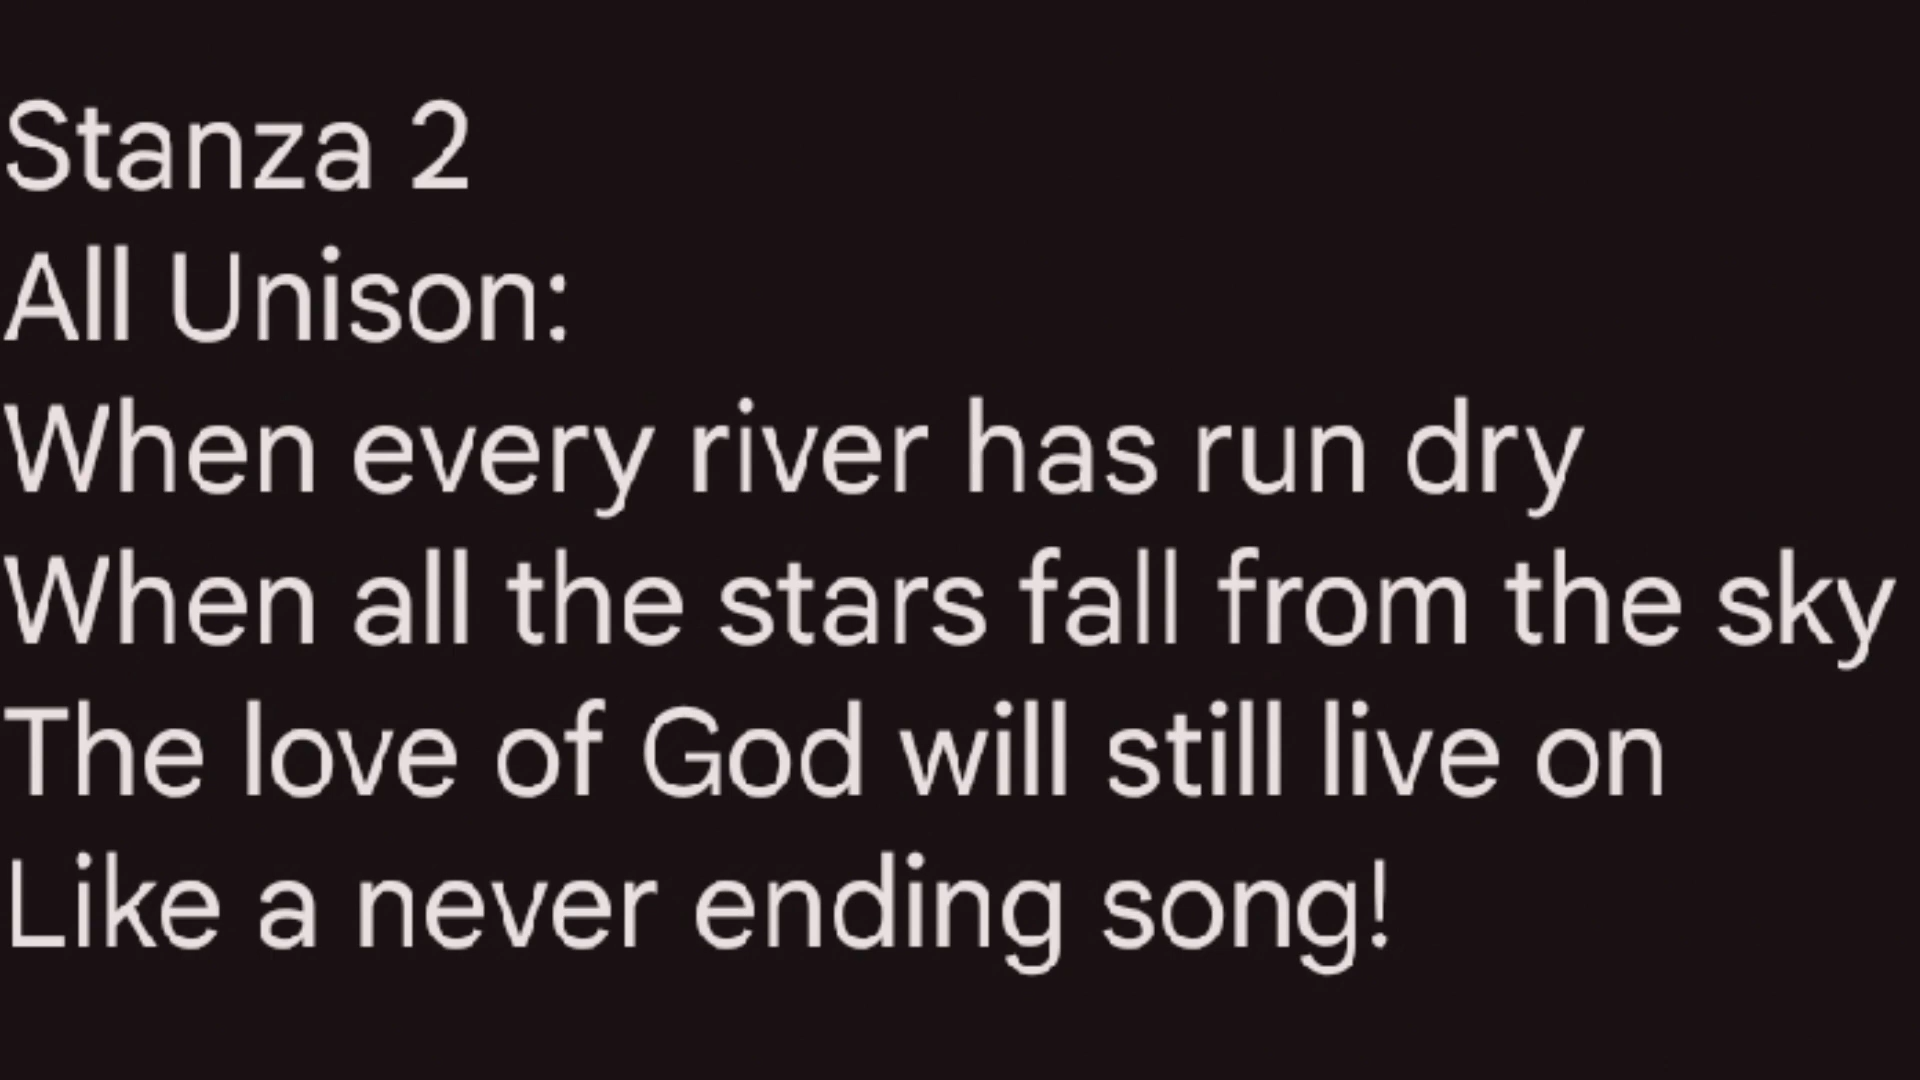 Stanza 2
All Unison:
When every river has run dry
When all the stars fall from the sky
The love of God will still live on
Like a never ending song!